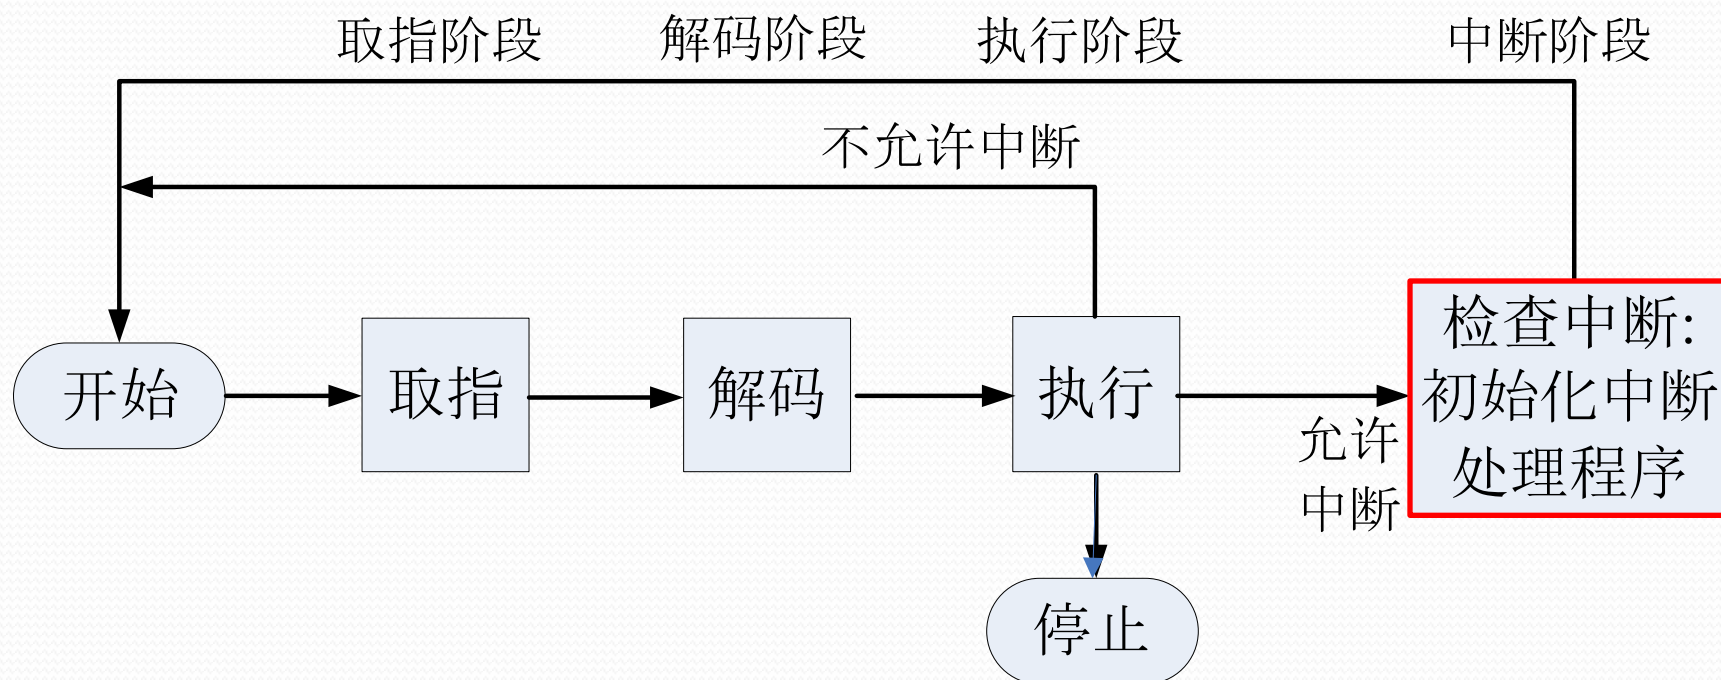 取指阶段
解码阶段
执行阶段
中断阶段
不允许中断
开始
取指
解码
执行
允许
中断
检查中断:
初始化中断
处理程序
停止